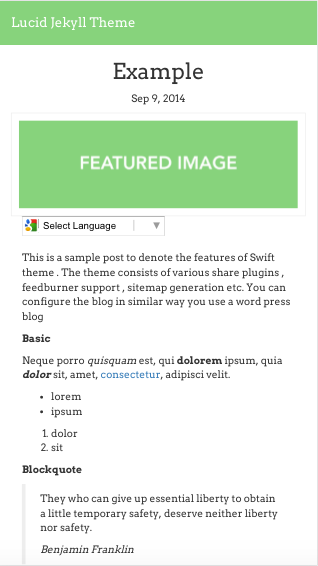 Lucid Jekyll Theme
Example
Sep 9, 2014
FEATURED IMAGE
Select Language
This is a sample post to denote the features of Swift
theme . The theme consists of various share plugins ,
feedburner support , sitemap generation etc. You can
configure the blog in similar way you use a word press
blog
Basic
Neque porro quisquam est, qui dolorem ipsum, quia
dolor sit, amet, consectetur, adipisci velit.
• lorem
• ipsum
1. dolor
2. sit
Blockquote
They who can give up essential liberty to obtain
a little temporary safety, deserve neither liberty
nor safety.
Benjamin Franklin